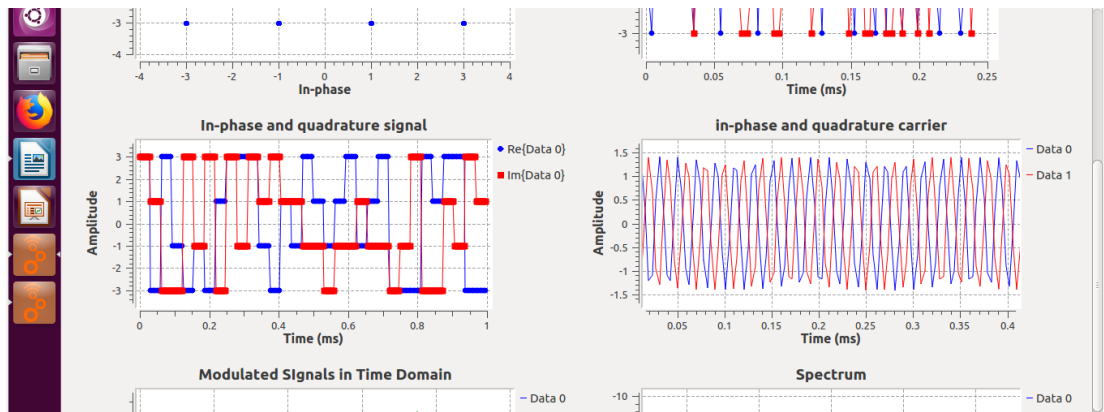 -3
-4
-4 -3 -2 -1 0 1 2 3 4
In-phase
-3
0 0.05 0.1 0.15 0.2 0.25
Time (ms)
In-phase and quadrature signal
Amplitude
3
2
1
0
-1
-2
-3
0 0.2 0.4 0.6 0.8 1
Time (ms)
Re{Data 0}
Im{Data 0}
in-phase and quadrature carrier
Amplitude
1.5
1
0.5
0
-0.5
-1
-1.5
0.05 0.1 0.15 0.2 0.25 0.3 0.35 0.4
Time (ms)
Data 0
Data 1
Modulated SIgnals in Time Domain
Data 0
Spectrum
-10
Data 0